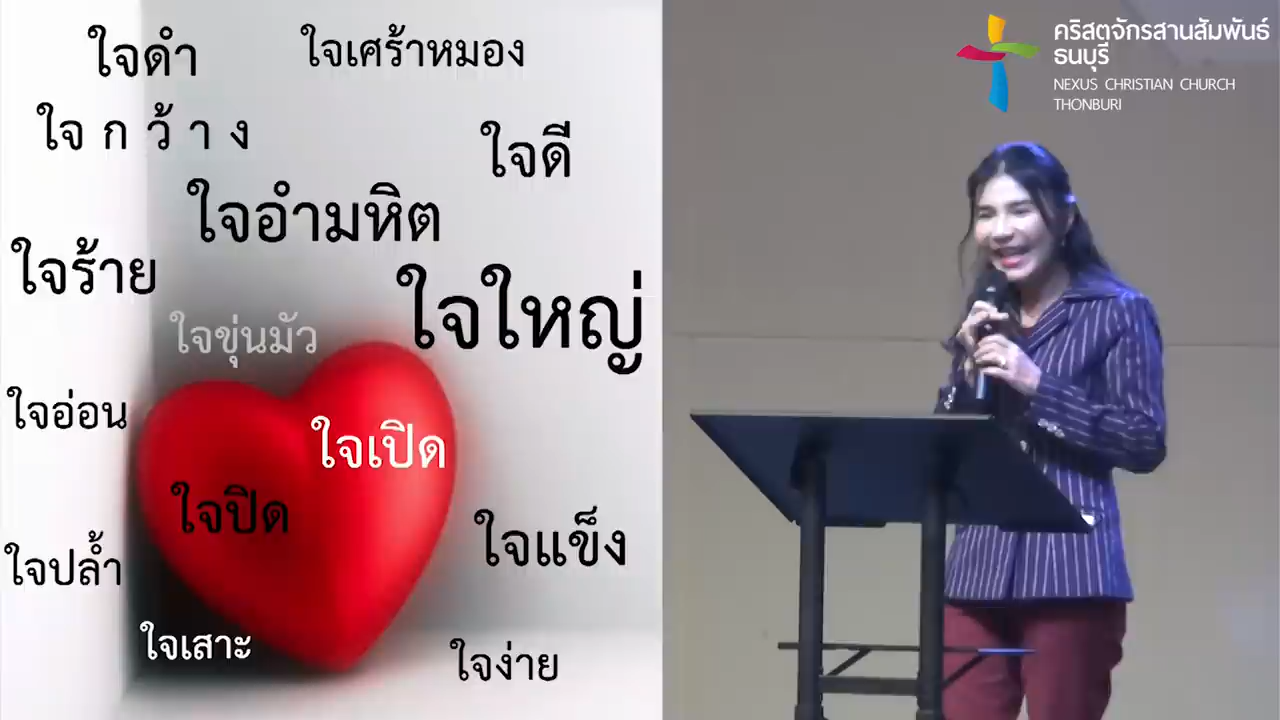 ใจดำ
ใจเศร้าหมอง
ใจ ก ว้ า ง
ใจดี
ใจอำมหิต
ใจร้าย
ใจใหญ่
ใจขุ่นมัว
ใจอ่อน
ใจเปิด
ใจปิด
ใจแข็ง
ใจปล้ำ
ใจเสาะ
ใจง่าย
คริสตจักรสานสัมพันธ์
ธนบุรี
NEXUS CHRISTIAN CHURCH
THONBURI